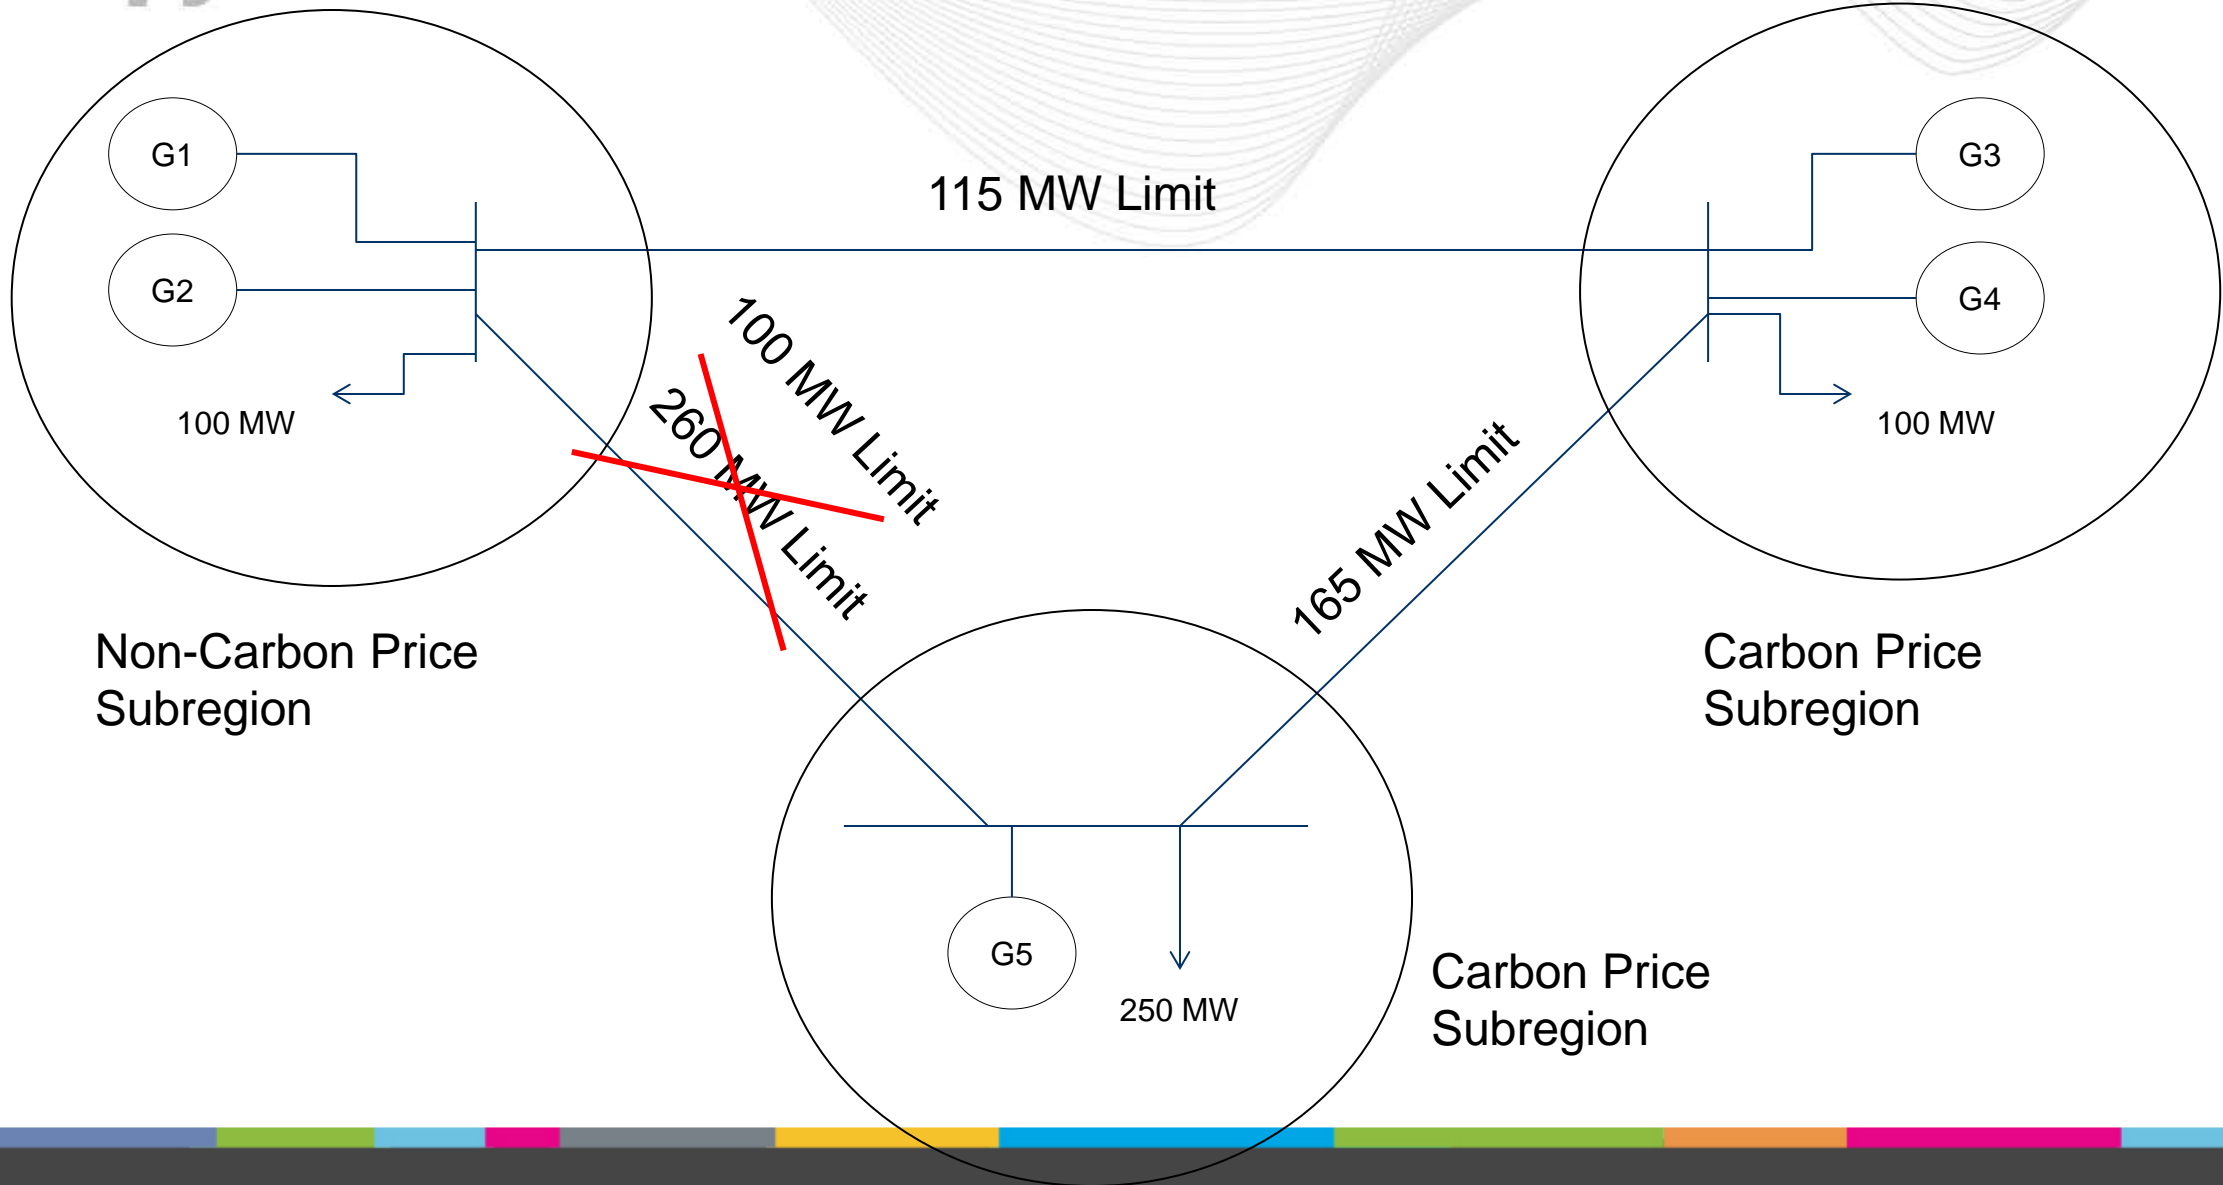 G1
G2
100 MW
115 MW Limit
G3
G4
100 MW
100 MW Limit
260 MW Limit
165 MW Limit
Non-Carbon Price
Subregion
Carbon Price
Subregion
G5
250 MW
Carbon Price
Subregion